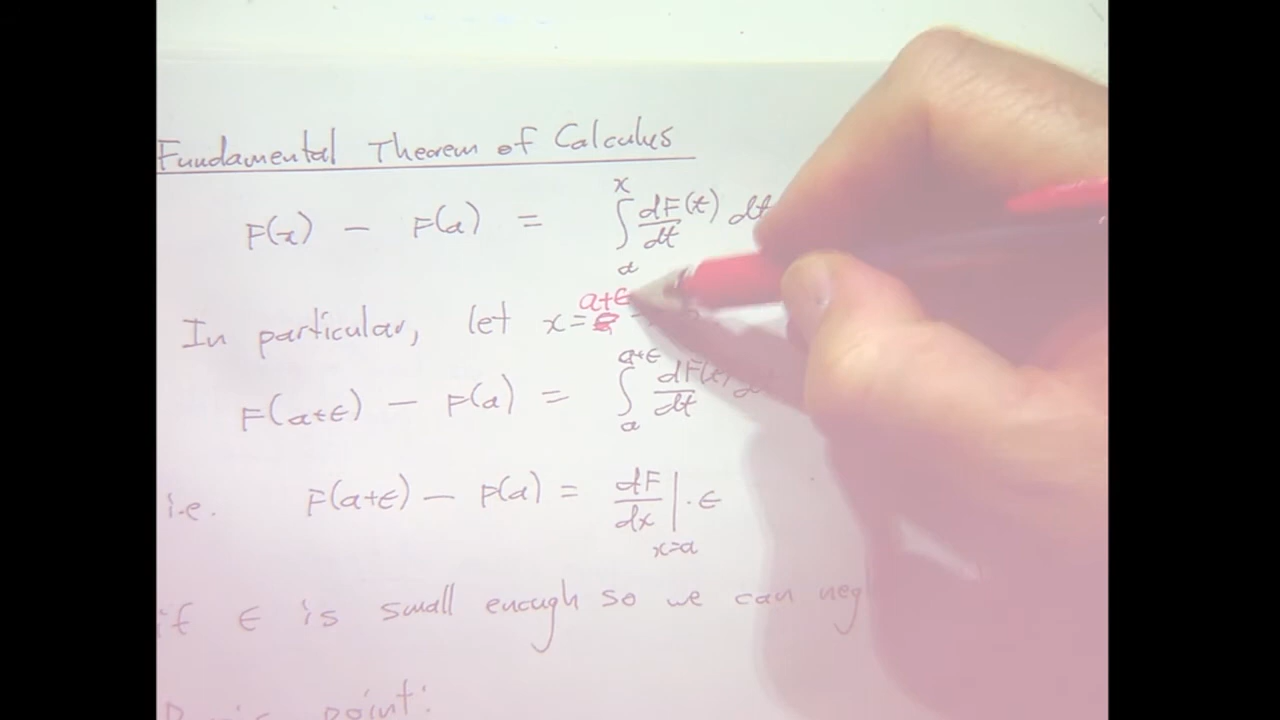 Fundamental Theorem of Calculus
F(x) − F(a) = ∫ₐˣ dF(t)/dt dt
a+ε
In particular, let x =
F(a+ε) − F(a) = ∫ₐᵃ⁺ᵋ dF(t)/dt dt
i.e. F(a+ε) − F(a) = dF/dx |ₓ₌ₐ · ε
if ε is small enough so we can neg
point: